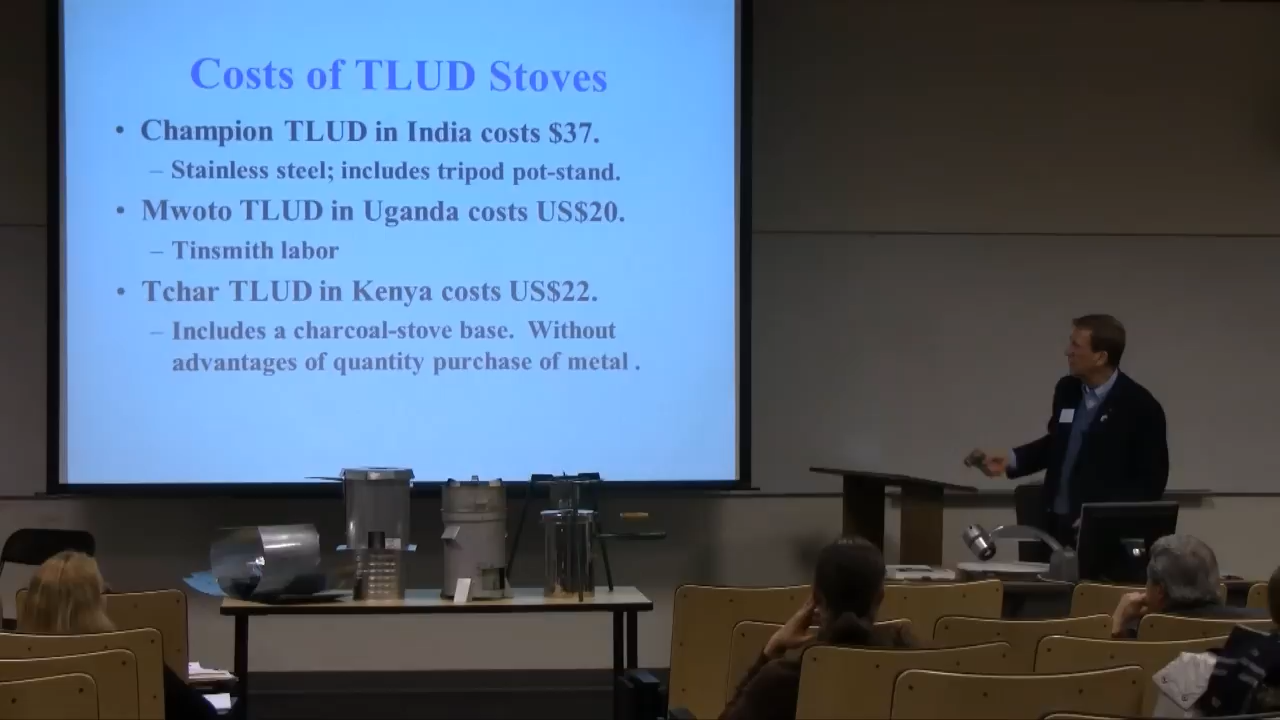 Costs of TLUD Stoves
• Champion TLUD in India costs $37.
– Stainless steel; includes tripod pot-stand.
• Mwoto TLUD in Uganda costs US$20.
– Tinsmith labor
• Tchar TLUD in Kenya costs US$22.
– Includes a charcoal-stove base.  Without
advantages of quantity purchase of metal .